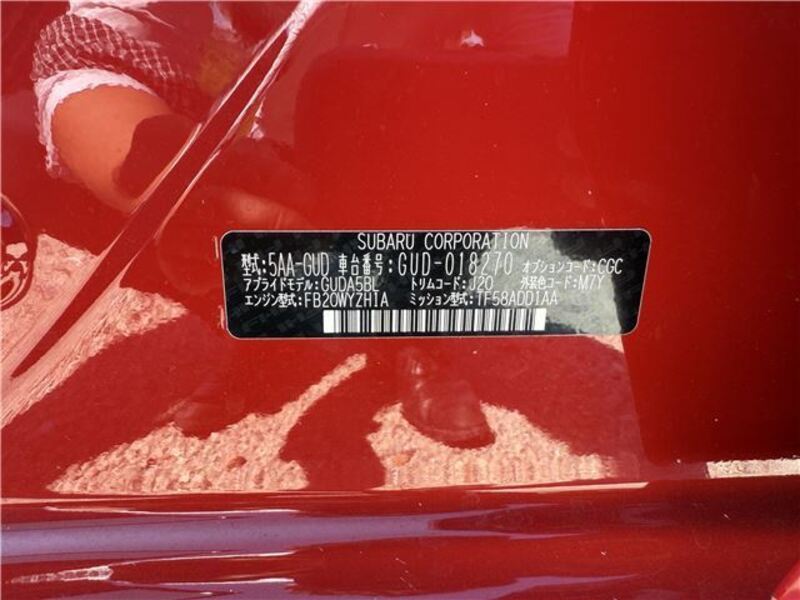 SUBARU CORPORATION
型式:5AA-GUD 車台番号:GUD-018270 オプションコード:CGC
アプライドモデル:GUDA5BL トリムコード:J20 外装色コード:M7Y
エンジン型式:FB20WYZH1A ミッション型式:TF58ADD1AA